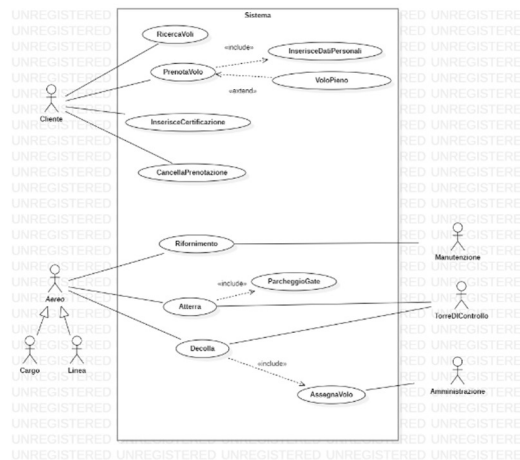 Sistema
RicercaVoli
«include»
InserisceDatiPersonali
PrenotaVolo
VoloPieno
«extend»
Cliente
InserisceCertificazione
CancellaPrenotazione
Rifornimento
Manutenzione
Aereo
«include»
ParcheggioGate
Atterra
TorreDIControllo
Decolla
Cargo
Linea
«include»
AssegnaVolo
Amministrazione
UNREGISTERED